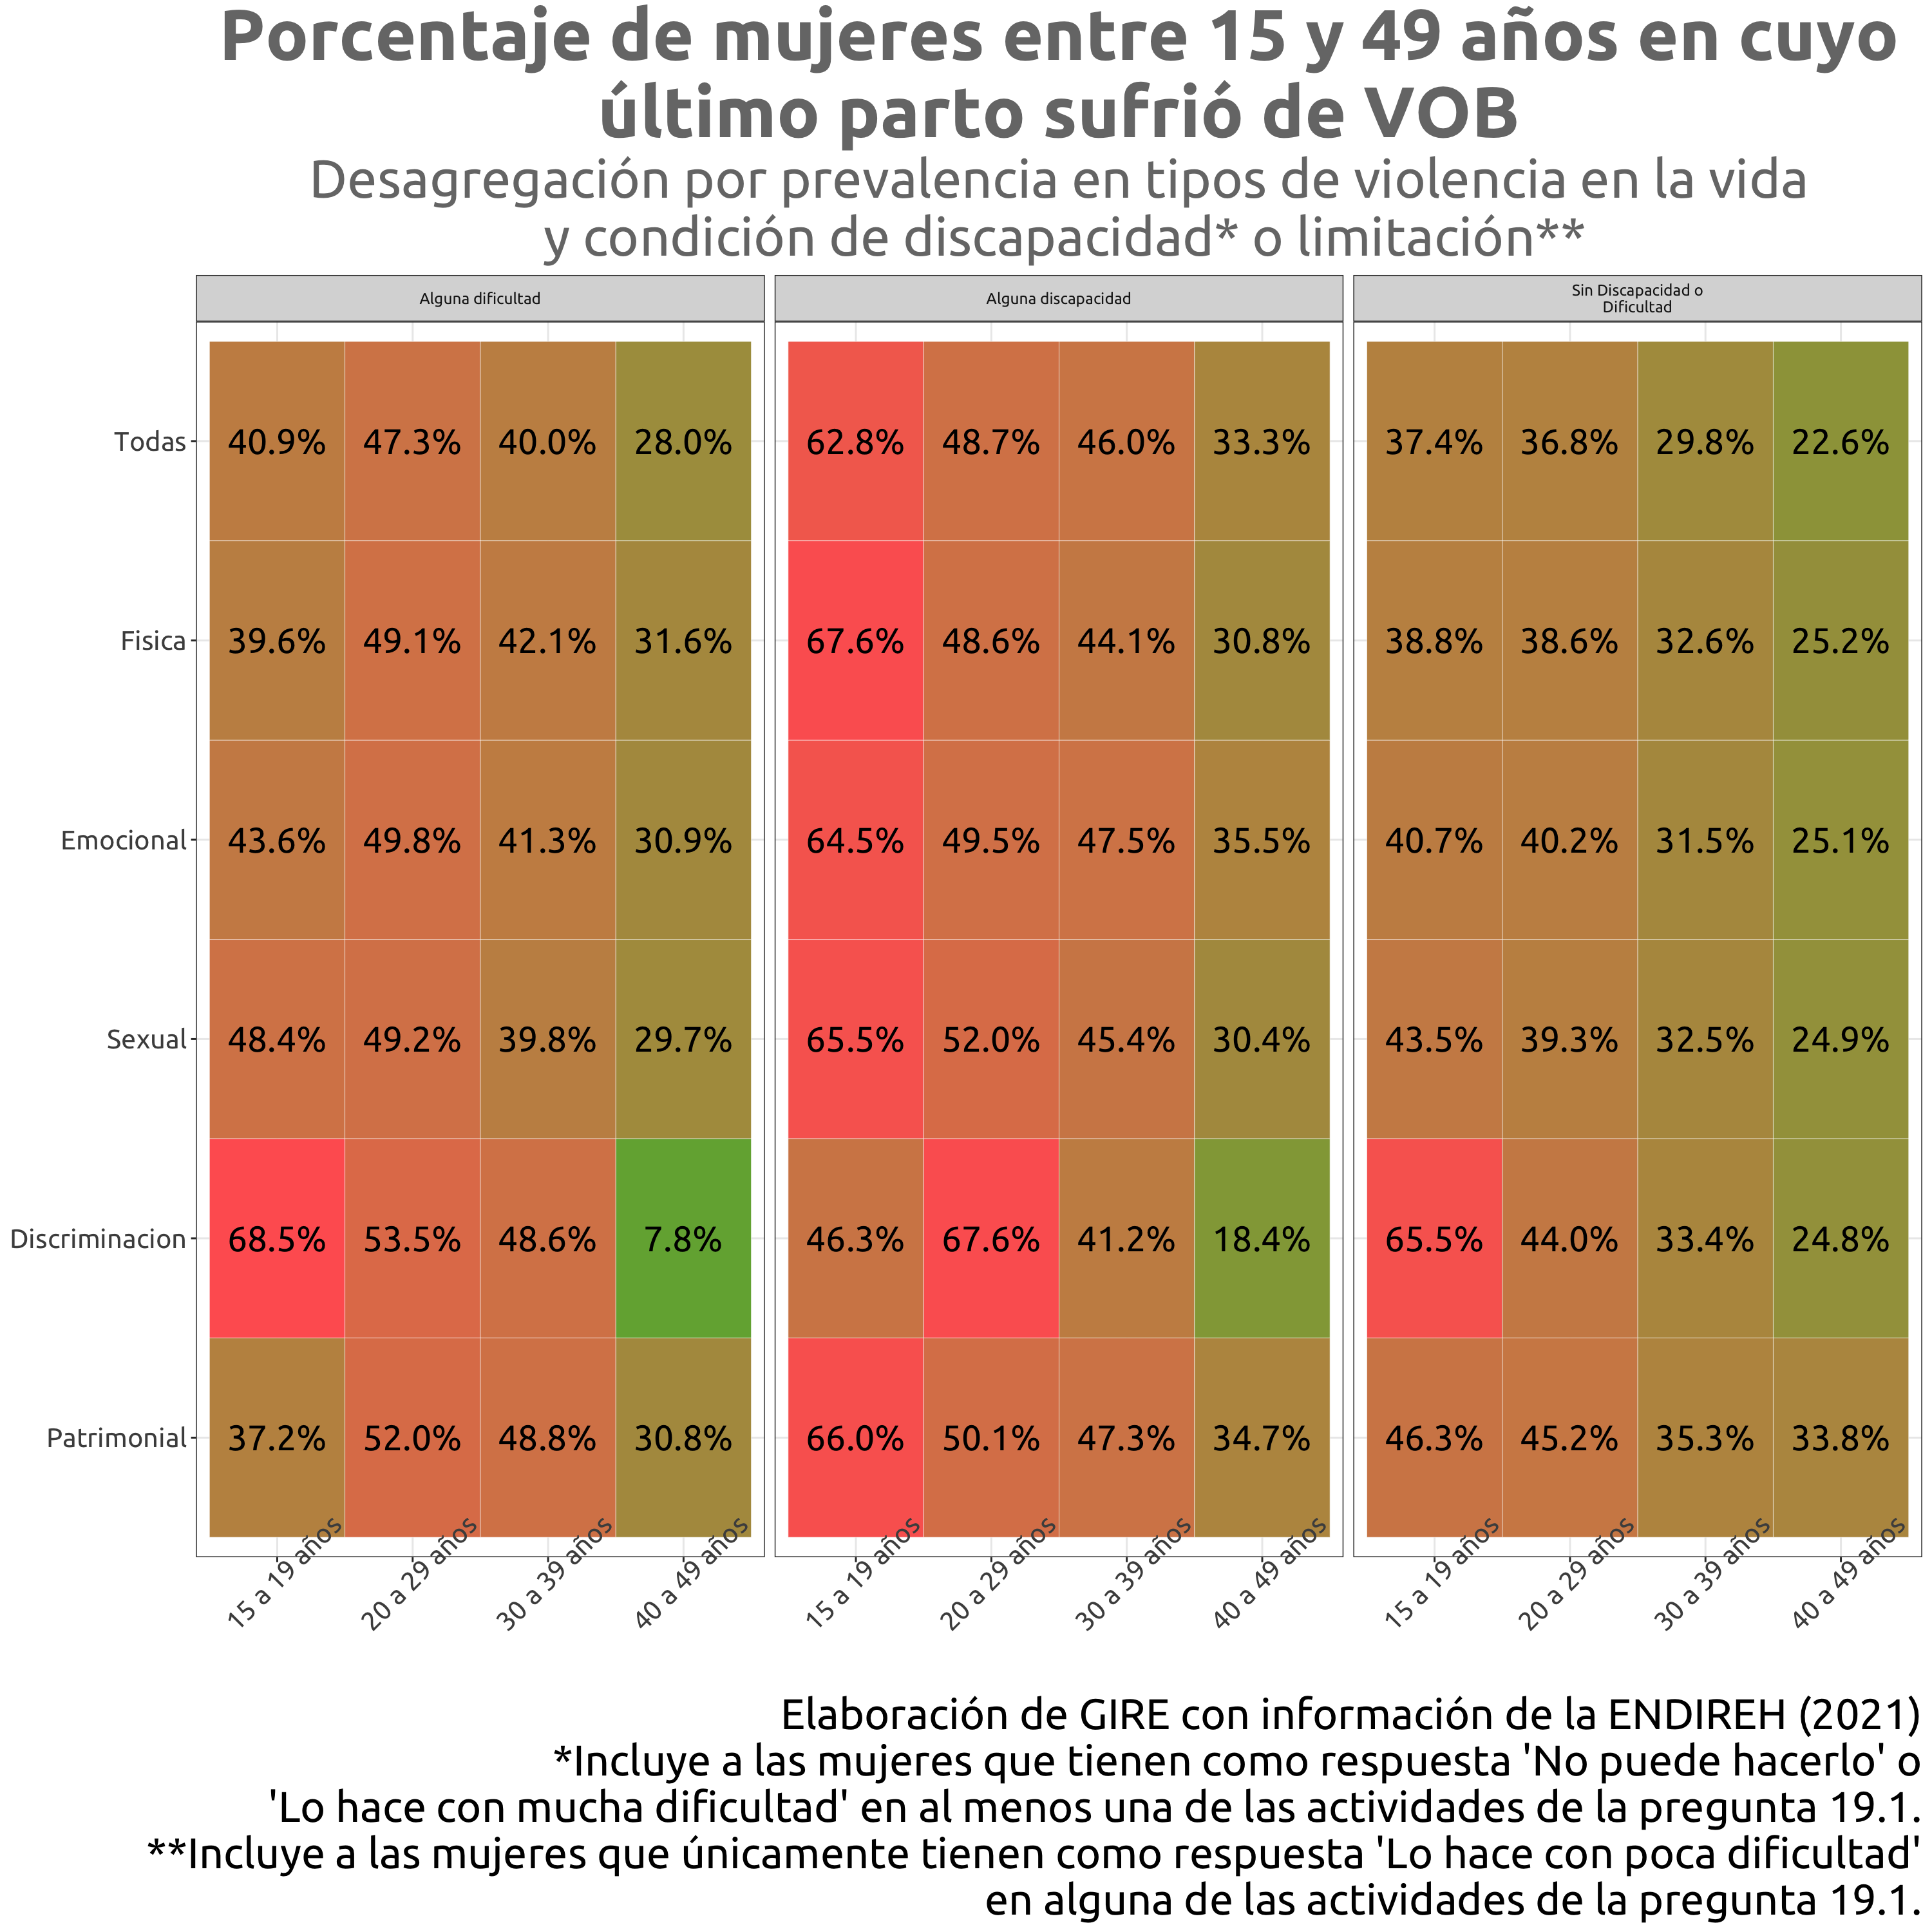 Porcentaje de mujeres entre 15 y 49 años en cuyo
último parto sufrió de VOB
Desagregación por prevalencia en tipos de violencia en la vida
y condición de discapacidad* o limitación**
Alguna dificultad
Alguna discapacidad
Sin Discapacidad o
Dificultad
Todas 40.9% 47.3% 40.0% 28.0% 62.8% 48.7% 46.0% 33.3% 37.4% 36.8% 29.8% 22.6%
Fisica 39.6% 49.1% 42.1% 31.6% 67.6% 48.6% 44.1% 30.8% 38.8% 38.6% 32.6% 25.2%
Emocional 43.6% 49.8% 41.3% 30.9% 64.5% 49.5% 47.5% 35.5% 40.7% 40.2% 31.5% 25.1%
Sexual 48.4% 49.2% 39.8% 29.7% 65.5% 52.0% 45.4% 30.4% 43.5% 39.3% 32.5% 24.9%
Discriminacion 68.5% 53.5% 48.6% 7.8% 46.3% 67.6% 41.2% 18.4% 65.5% 44.0% 33.4% 24.8%
Patrimonial 37.2% 52.0% 48.8% 30.8% 66.0% 50.1% 47.3% 34.7% 46.3% 45.2% 35.3% 33.8%
15 a 19 años 20 a 29 años 30 a 39 años 40 a 49 años 15 a 19 años 20 a 29 años 30 a 39 años 40 a 49 años 15 a 19 años 20 a 29 años 30 a 39 años 40 a 49 años
Elaboración de GIRE con información de la ENDIREH (2021)
*Incluye a las mujeres que tienen como respuesta 'No puede hacerlo' o
'Lo hace con mucha dificultad' en al menos una de las actividades de la pregunta 19.1.
**Incluye a las mujeres que únicamente tienen como respuesta 'Lo hace con poca dificultad'
en alguna de las actividades de la pregunta 19.1.